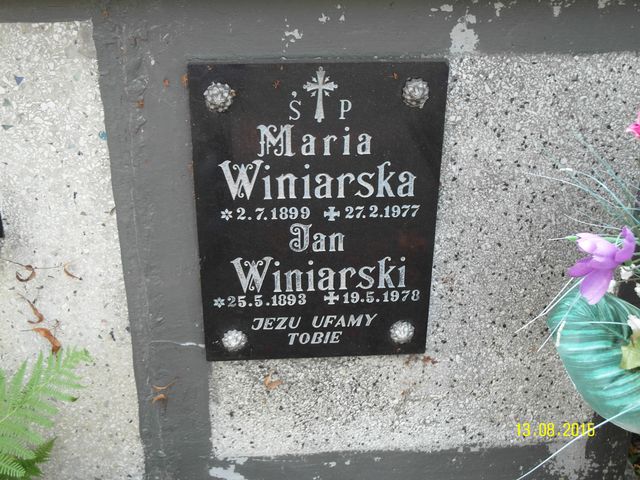 Ś P
Maria
Winiarska
✡ 2.7.1899 ✠ 27.2.1977
Jan
Winiarski
✡ 25.5.1893 ✠ 19.5.1978
JEZU UFAMY
TOBIE
13.08.2015